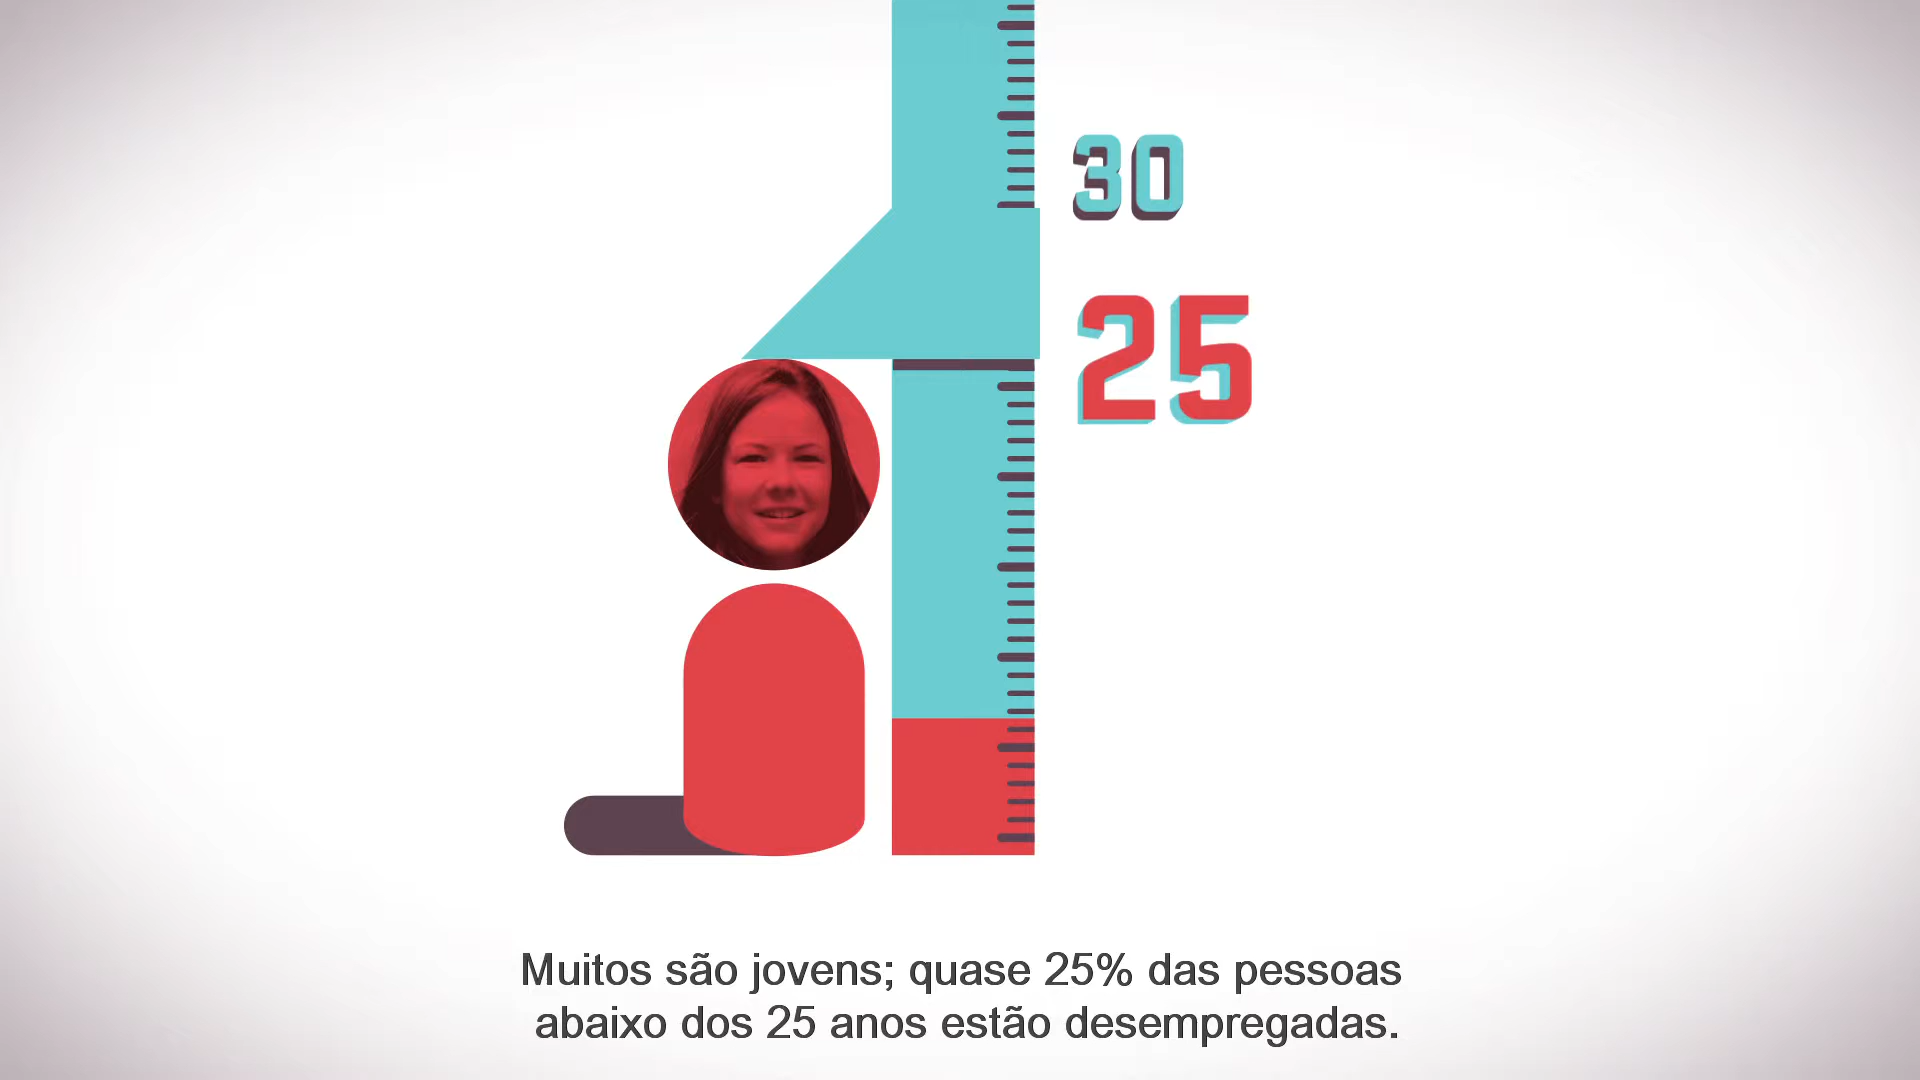 30
25
Muitos são jovens; quase 25% das pessoas
abaixo dos 25 anos estão desempregadas.